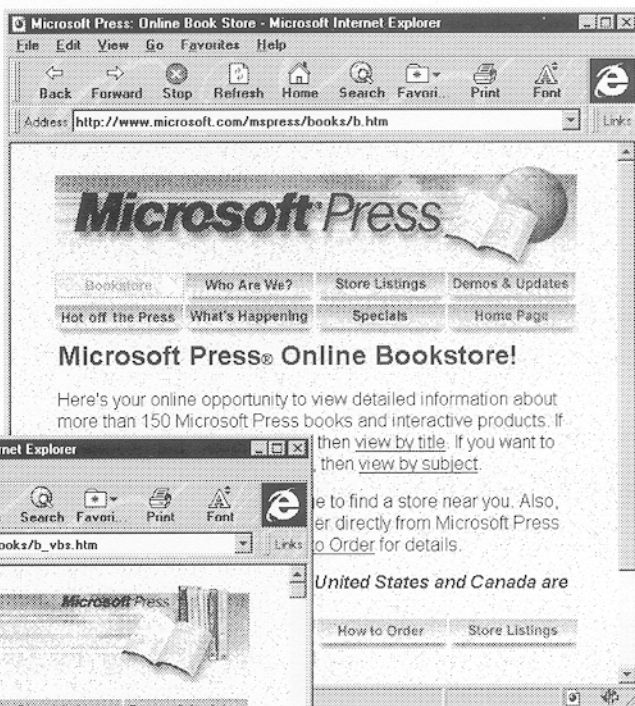 Microsoft Press: Online Book Store - Microsoft Internet Explorer
File Edit View Go Favorites Help
Back Forward Stop Refresh Home Search Favori... Print Font
Address http://www.microsoft.com/mspress/books/b.htm Links
Microsoft Press
Bookstore Who Are We? Store Listings Demos & Updates
Hot off the Press What's Happening Specials Home Page
Microsoft Press® Online Bookstore!
Here's your online opportunity to view detailed information about
more than 150 Microsoft Press books and interactive products. If
then view by title. If you want to
, then view by subject.
e to find a store near you. Also,
er directly from Microsoft Press
o Order for details.
United States and Canada are
How to Order Store Listings
rnet Explorer
Search Favori... Print Font
ooks/b_vbs.htm Links
Microsoft Press